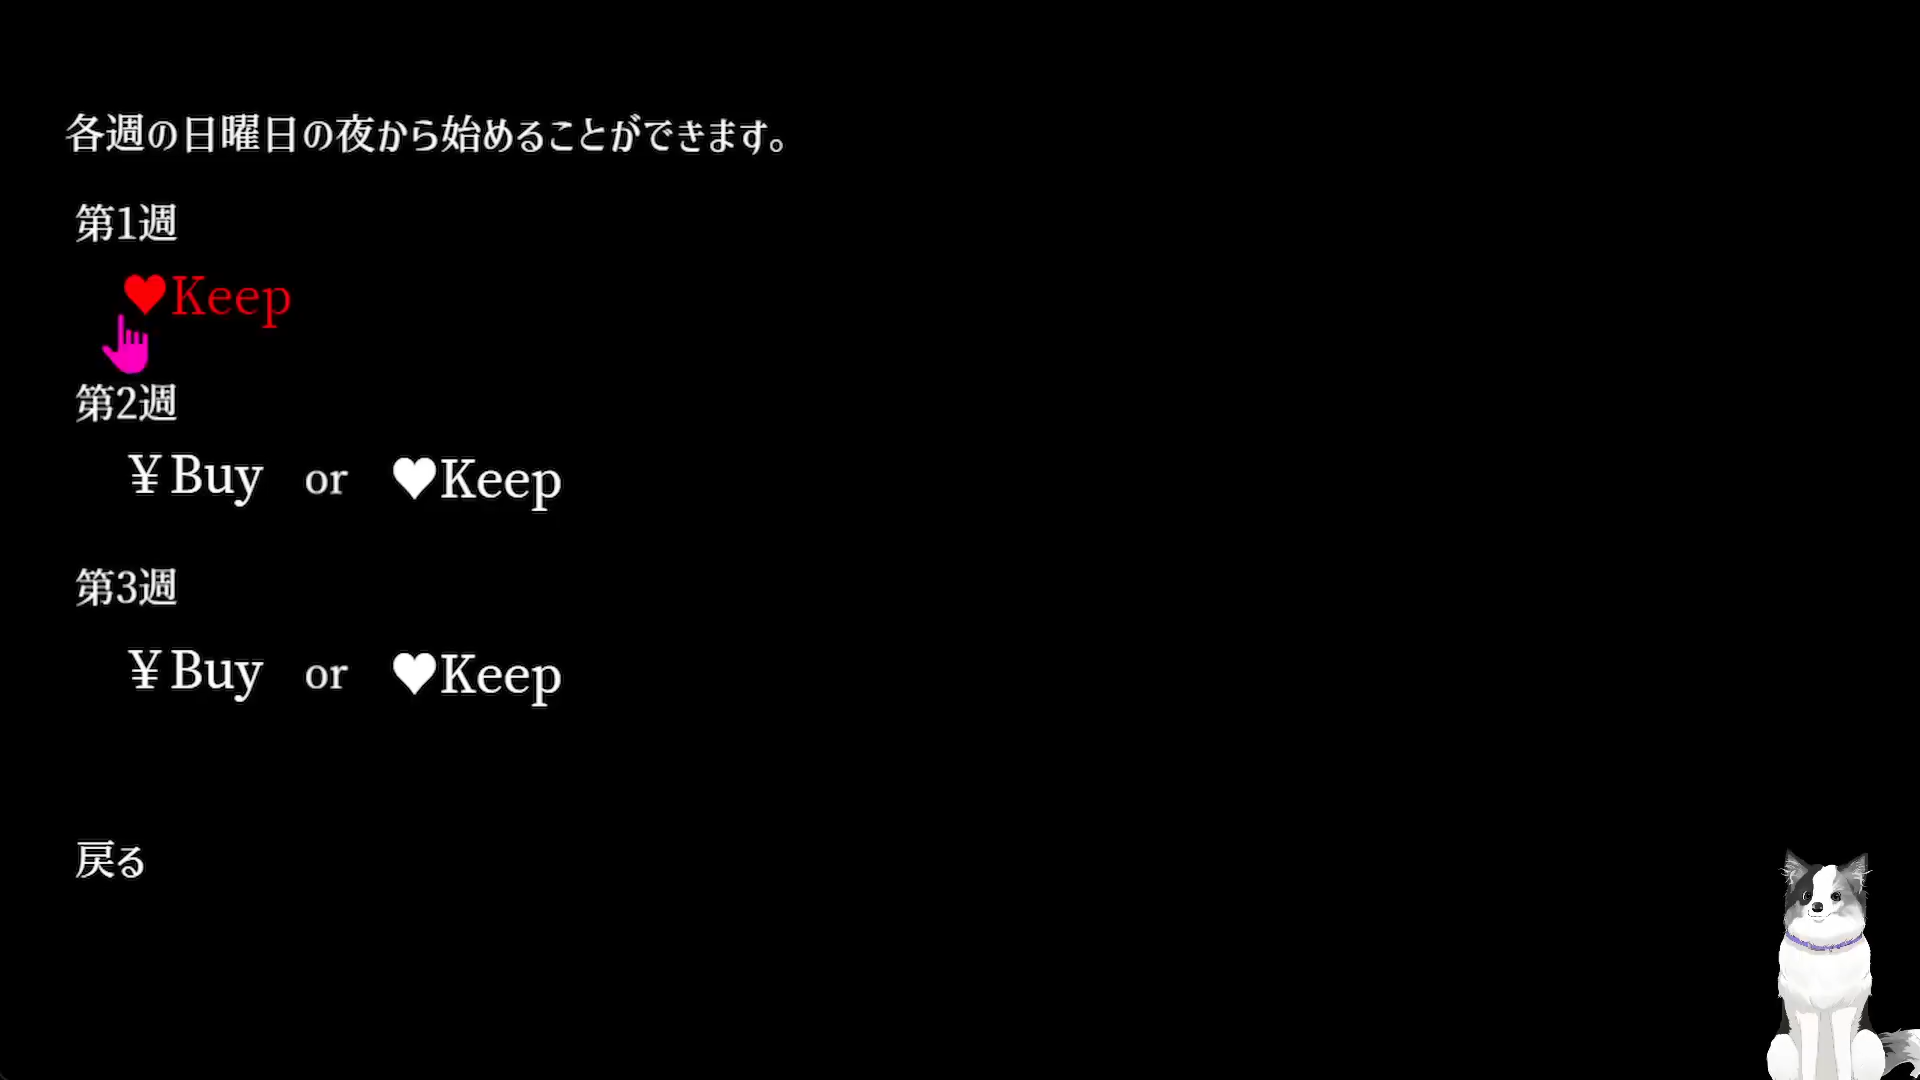 各週の日曜日の夜から始めることができます。
第1週
♥Keep
第2週
￥Buy or ♥Keep
第3週
￥Buy or ♥Keep
戻る